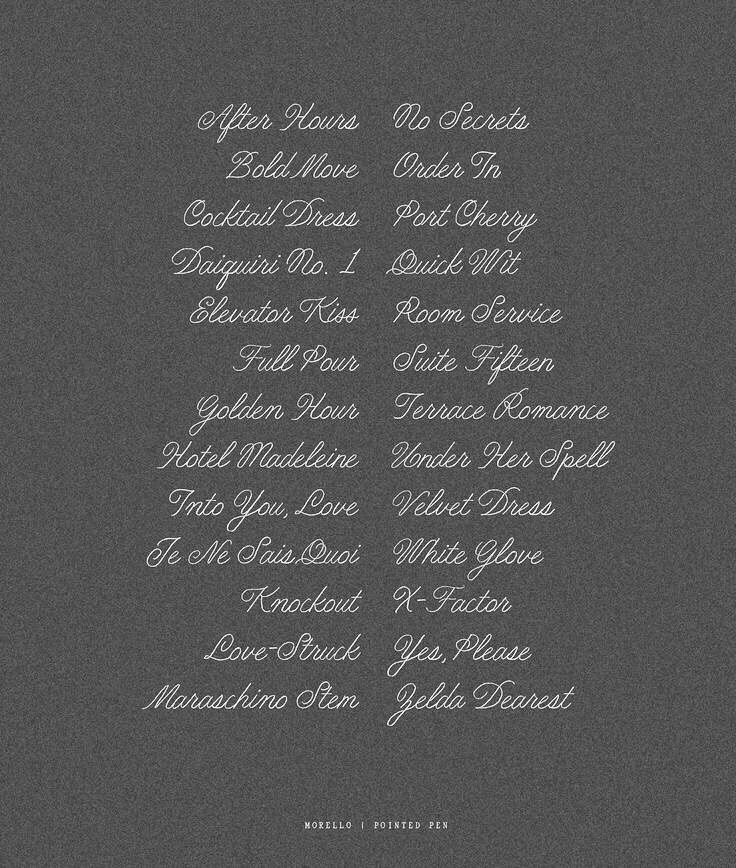 After Hours
Bold Move
Cocktail Dress
Daiquiri No. 1
Elevator Kiss
Full Pour
Golden Hour
Hotel Madeleine
Into You, Love
Je Ne Sais Quoi
Knockout
Love-Struck
Maraschino Stem
No Secrets
Order In
Port Cherry
Quick Wit
Room Service
Suite Fifteen
Terrace Romance
Under Her Spell
Velvet Dress
White Glove
X-Factor
Yes, Please
Zelda Dearest
MORELLO | POINTED PEN